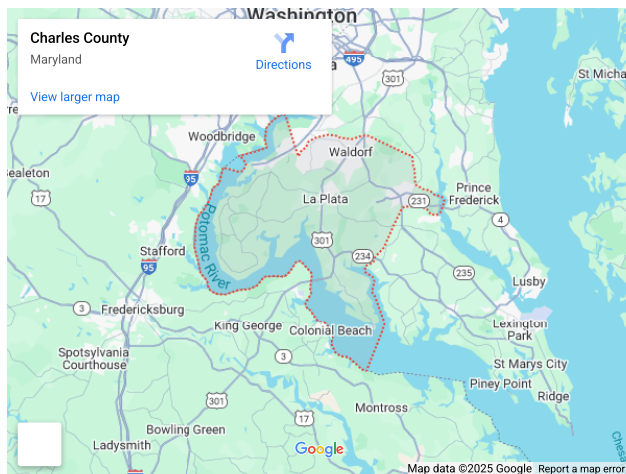 Washington
Charles County
Maryland
Directions
View larger map
a
495
301
St Micha
Woodbridge
Waldorf
ealeton
95
17
La Plata
231
Prince
Frederick
4
Potomac River
301
234
Stafford
95
235
Lusby
3
Fredericksburg
King George
Colonial Beach
Lexington
Park
Spotsylvania
Courthouse
3
St Marys City
Piney Point
Ridge
301
17
Montross
Bowling Green
Ladysmith
Google
Chesa
Map data ©2025 Google
Report a map error